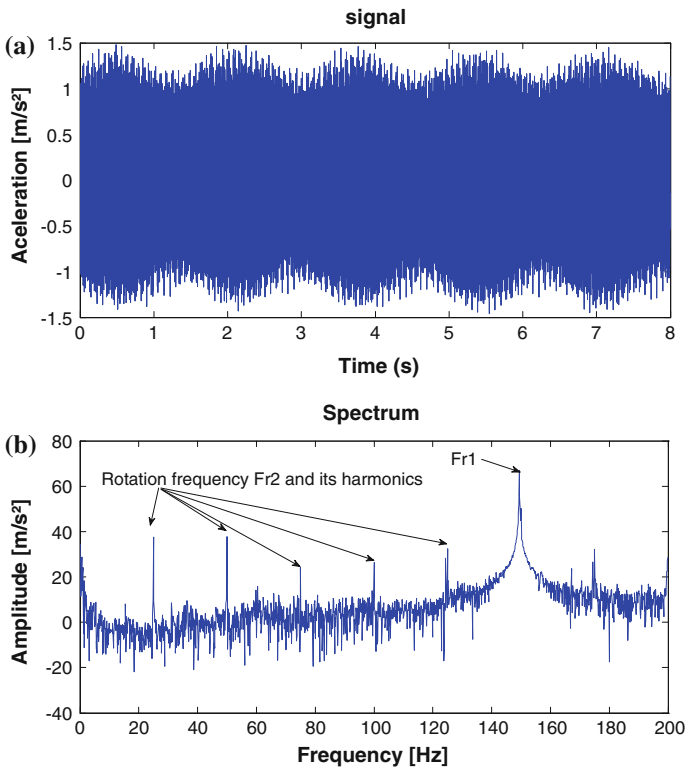 signal
(a)
Aceleration [m/s²]
1.5
1
0.5
0
-0.5
-1
-1.5
0 1 2 3 4 5 6 7 8
Time (s)
Spectrum
(b)
Amplitude [m/s²]
80
60
40
20
0
-20
-40
Rotation frequency Fr2 and its harmonics
Fr1
0 20 40 60 80 100 120 140 160 180 200
Frequency [Hz]